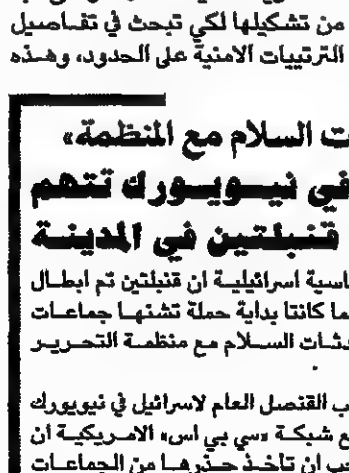 من تشكيلها لكي تبحث في تفاصيل
الترتيبات الامنية على الحدود، وهذه
ت السلام مع المنظمة»
في نيويورك تتهم
قنبلتين في المدينة
اسية اسرائيلية ان قنبلتين تم ابطال
ما كانتا بداية حملة تشنها جماعات
دثات السلام مع منظمة التحرير
ب القنصل العام لاسرائيل في نيويورك
ع شبكة «سي بي اس» الامريكية ان
ب ان تأخذ حذرها من الجماعات